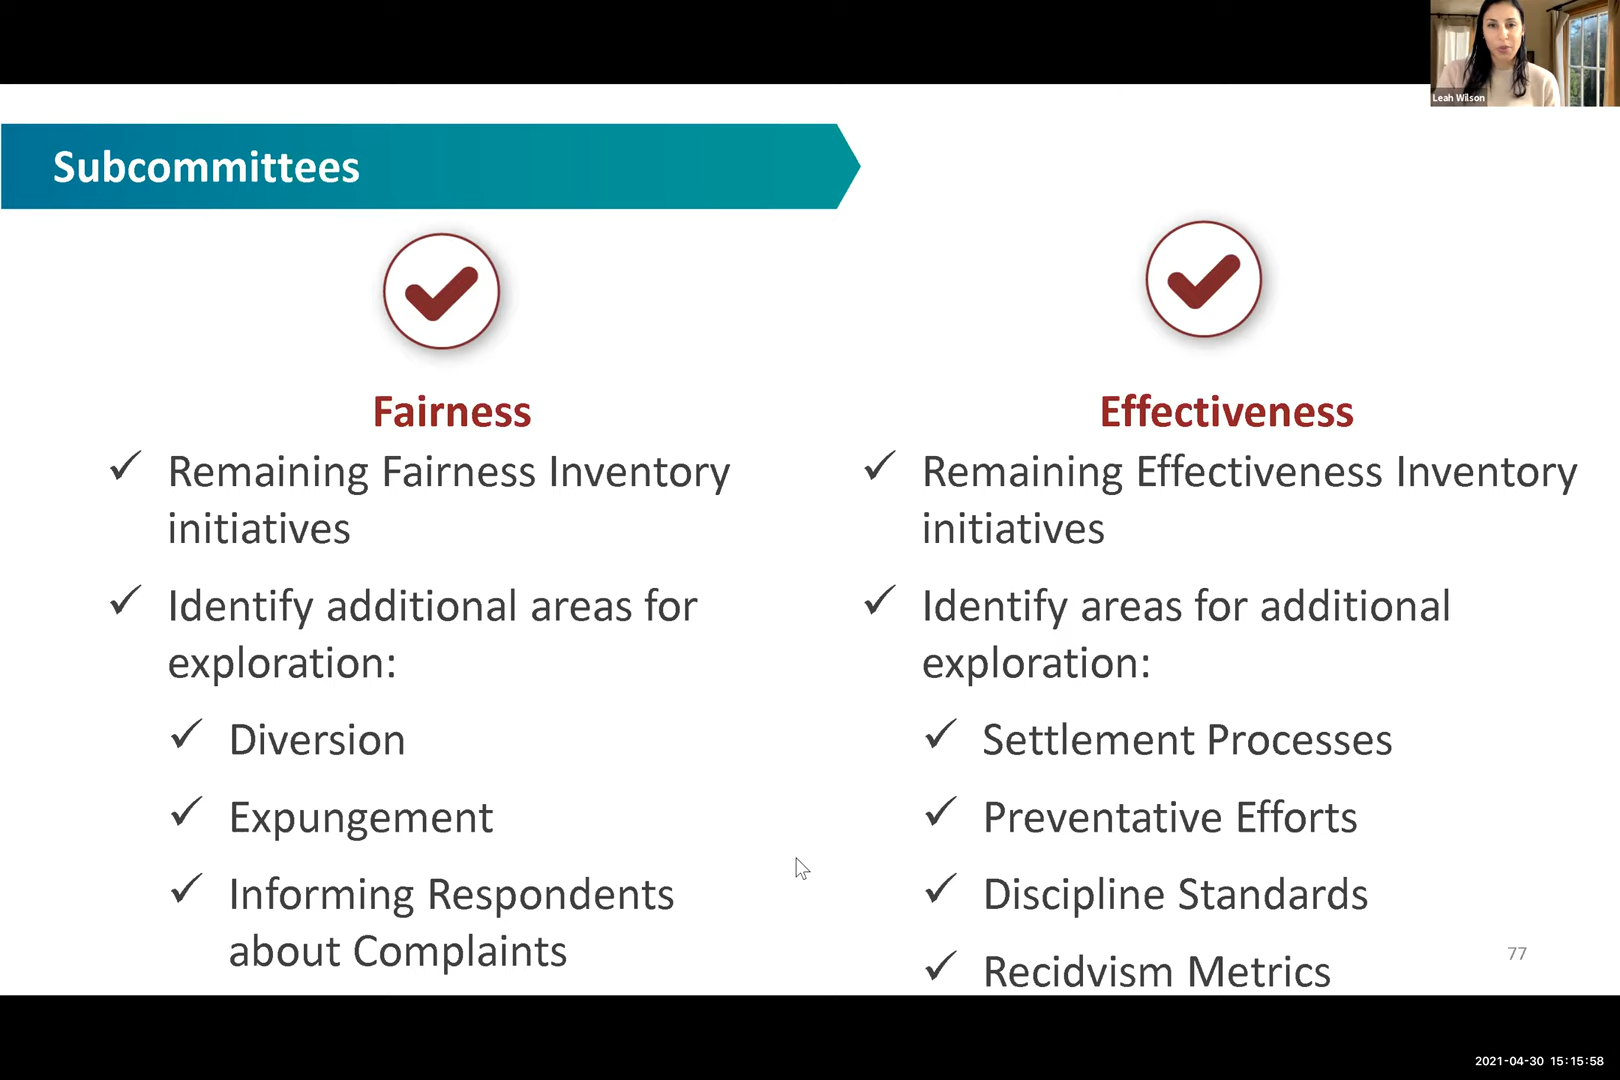 Leah Wilson
Subcommittees
Fairness
✓ Remaining Fairness Inventory
initiatives
✓ Identify additional areas for
exploration:
✓ Diversion
✓ Expungement
✓ Informing Respondents
about Complaints
Effectiveness
✓ Remaining Effectiveness Inventory
initiatives
✓ Identify areas for additional
exploration:
✓ Settlement Processes
✓ Preventative Efforts
✓ Discipline Standards
✓ Recidvism Metrics
77
2021-04-30 15:15:58